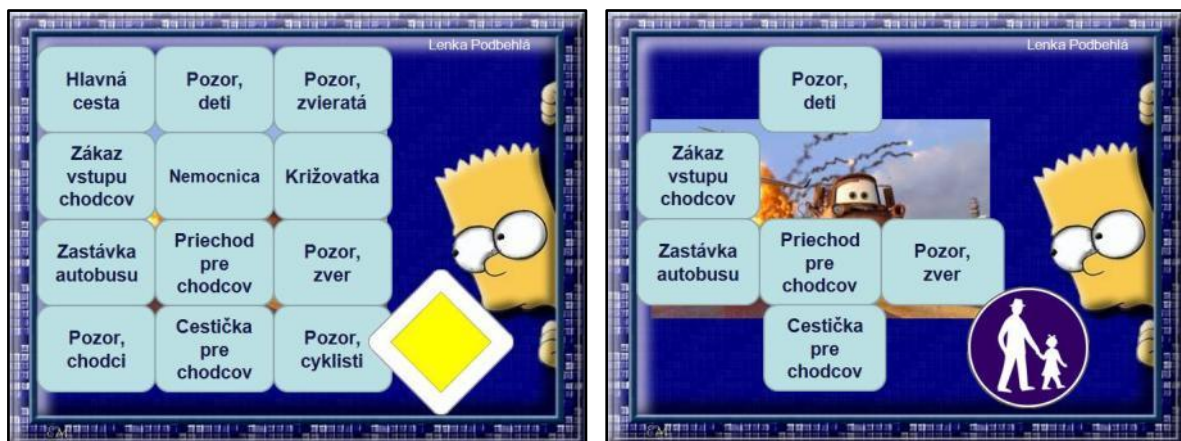 Lenka Podbehlá
Hlavná
cesta
Pozor,
deti
Pozor,
zvieratá
Zákaz
vstupu
chodcov
Nemocnica
Križovatka
Zastávka
autobusu
Priechod
pre
chodcov
Pozor,
zver
Pozor,
chodci
Cestička
pre
chodcov
Pozor,
cyklisti
Lenka Podbehlá
Pozor,
deti
Zákaz
vstupu
chodcov
Zastávka
autobusu
Priechod
pre
chodcov
Pozor,
zver
Cestička
pre
chodcov